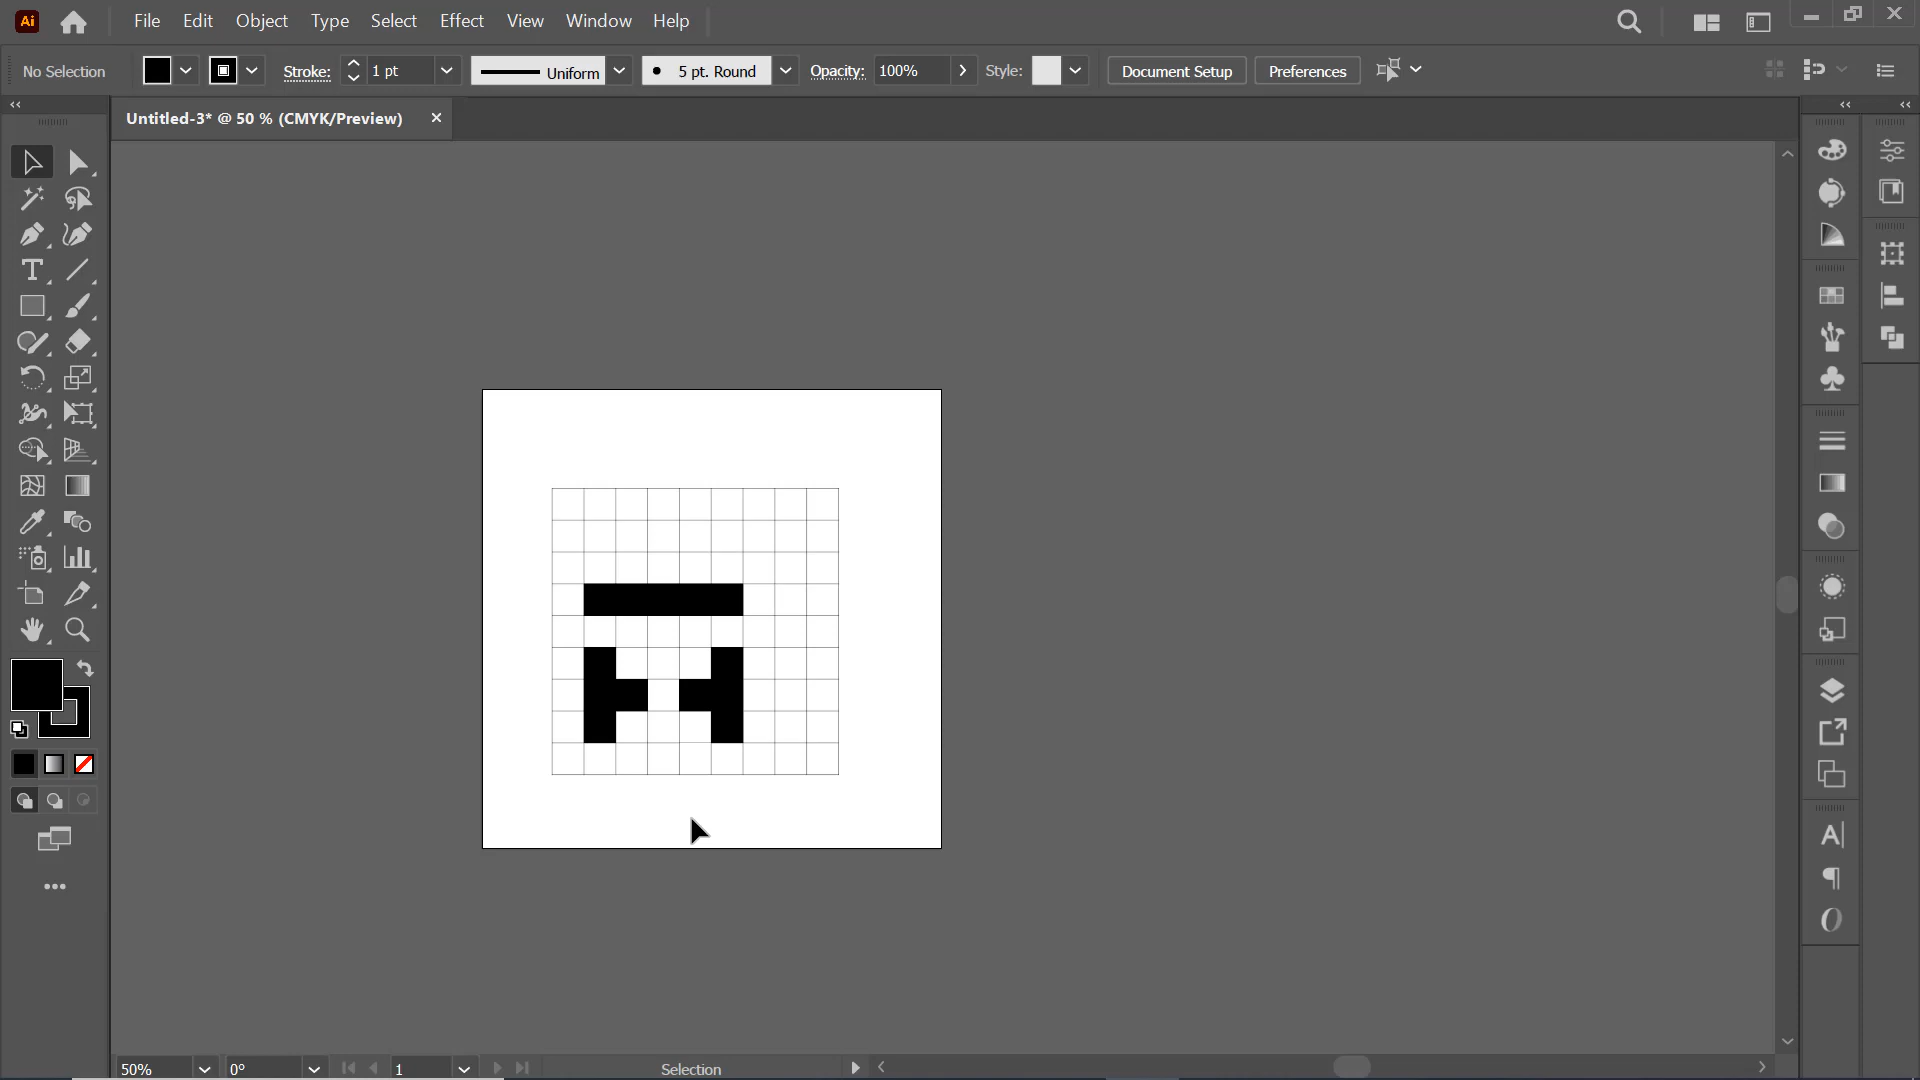 Ai File Edit Object Type Select Effect View Window Help
No Selection Stroke: 1 pt Uniform 5 pt. Round Opacity: 100% Style: Document Setup Preferences
Untitled-3* @ 50 % (CMYK/Preview)
50% 0° 1 Selection